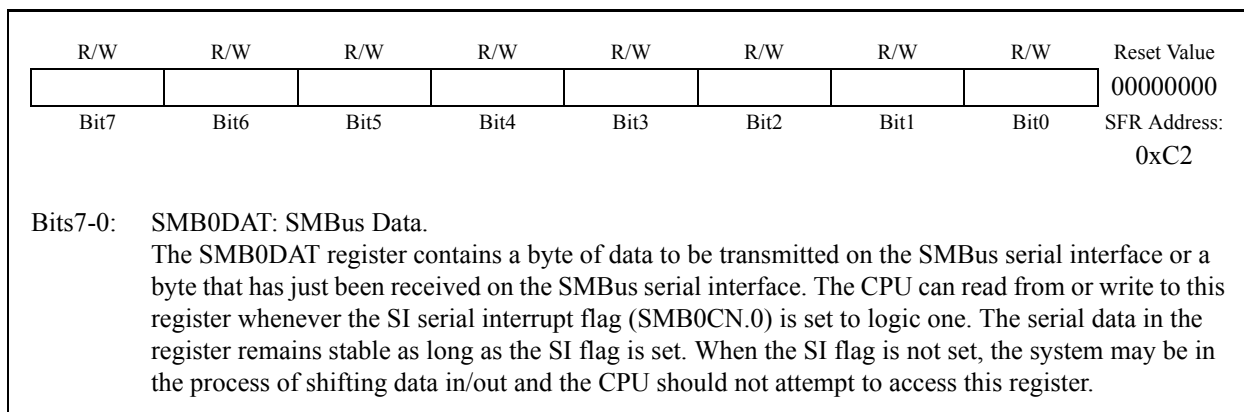 R/W R/W R/W R/W R/W R/W R/W R/W Reset Value
00000000
Bit7 Bit6 Bit5 Bit4 Bit3 Bit2 Bit1 Bit0 SFR Address:
0xC2
Bits7-0: SMB0DAT: SMBus Data.
The SMB0DAT register contains a byte of data to be transmitted on the SMBus serial interface or a
byte that has just been received on the SMBus serial interface. The CPU can read from or write to this
register whenever the SI serial interrupt flag (SMB0CN.0) is set to logic one. The serial data in the
register remains stable as long as the SI flag is set. When the SI flag is not set, the system may be in
the process of shifting data in/out and the CPU should not attempt to access this register.